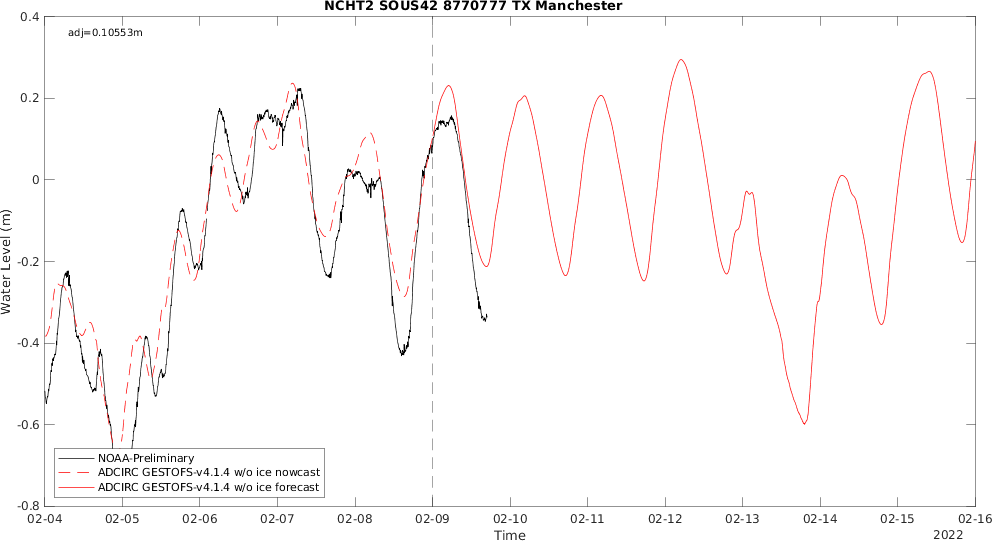 NCHT2 SOUS42 8770777 TX Manchester
adj=0.10553m
0.4
0.2
0
-0.2
-0.4
-0.6
-0.8
Water Level (m)
NOAA-Preliminary
ADCIRC GESTOFS-v4.1.4 w/o ice nowcast
ADCIRC GESTOFS-v4.1.4 w/o ice forecast
02-04 02-05 02-06 02-07 02-08 02-09 02-10 02-11 02-12 02-13 02-14 02-15 02-16
Time
2022